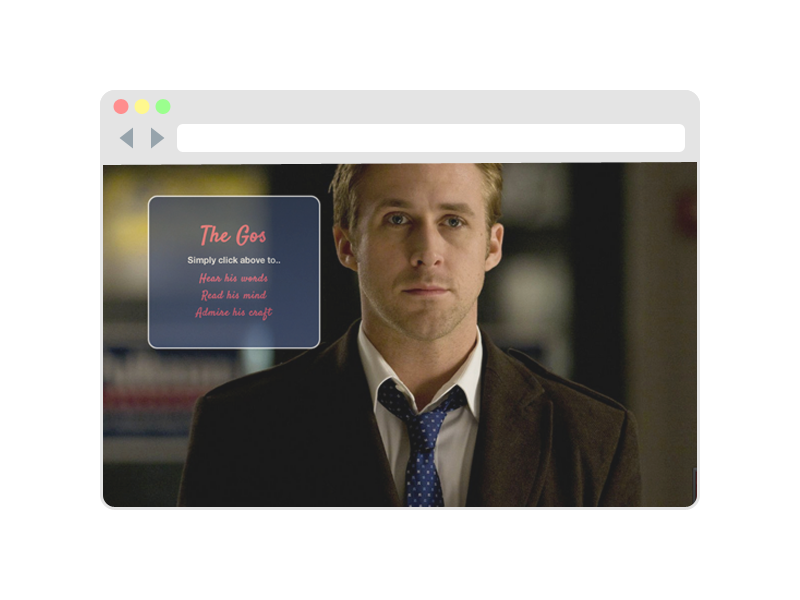 The Gos
Simply click above to..
Hear his words
Read his mind
Admire his craft